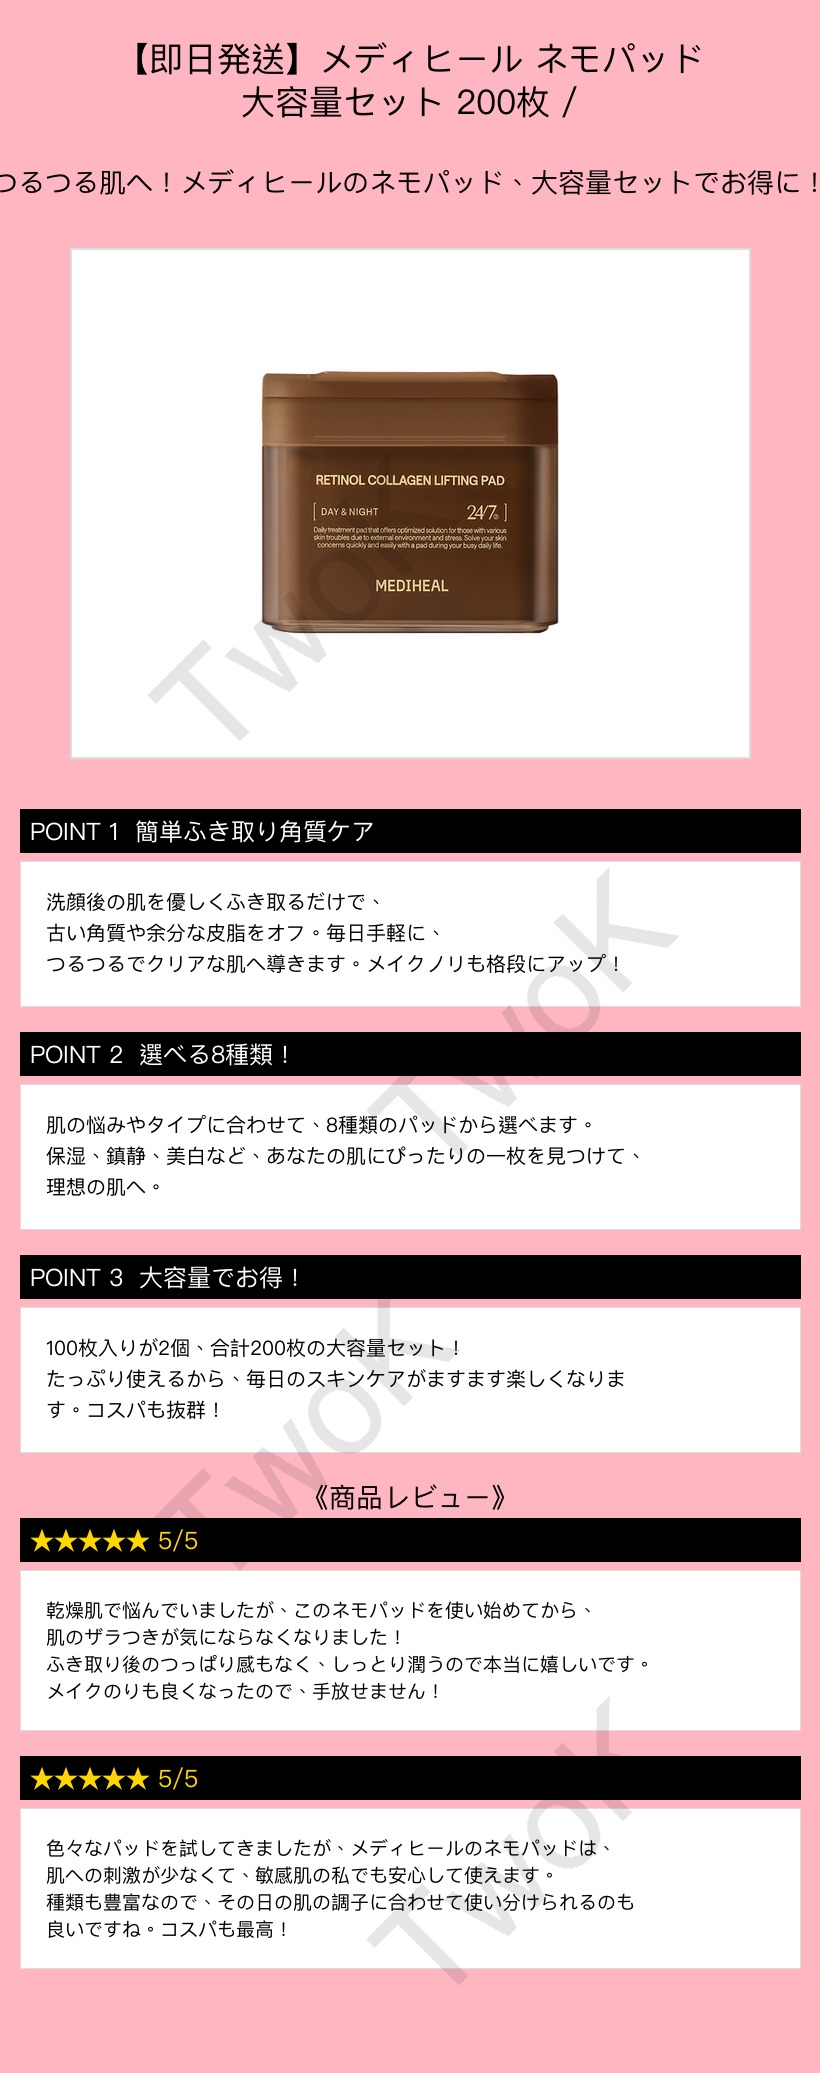 【即日発送】メディヒール ネモパッド
大容量セット 200枚 /
つるつる肌へ！メディヒールのネモパッド、大容量セットでお得に！
RETINOL COLLAGEN LIFTING PAD
[ DAY & NIGHT 24/7® ]
Daily treatment pad that offers optimized solution for those with various
skin troubles due to external environment and stress. Solve your skin
concerns quickly and easily with a pad during your busy daily life.
MEDIHEAL
TwoK
POINT 1 簡単ふき取り角質ケア
洗顔後の肌を優しくふき取るだけで、
古い角質や余分な皮脂をオフ。毎日手軽に、
つるつるでクリアな肌へ導きます。メイクノリも格段にアップ！
TwoK
POINT 2 選べる8種類！
肌の悩みやタイプに合わせて、8種類のパッドから選べます。
保湿、鎮静、美白など、あなたの肌にぴったりの一枚を見つけて、
理想の肌へ。
POINT 3 大容量でお得！
100枚入りが2個、合計200枚の大容量セット！
たっぷり使えるから、毎日のスキンケアがますます楽しくなりま
す。コスパも抜群！
TwoK
《商品レビュー》
★★★★★ 5/5
乾燥肌で悩んでいましたが、このネモパッドを使い始めてから、
肌のザラつきが気にならなくなりました！
ふき取り後のつっぱり感もなく、しっとり潤うので本当に嬉しいです。
メイクのりも良くなったので、手放せません！
★★★★★ 5/5
色々なパッドを試してきましたが、メディヒールのネモパッドは、
肌への刺激が少なくて、敏感肌の私でも安心して使えます。
種類も豊富なので、その日の肌の調子に合わせて使い分けられるのも
良いですね。コスパも最高！
TwoK